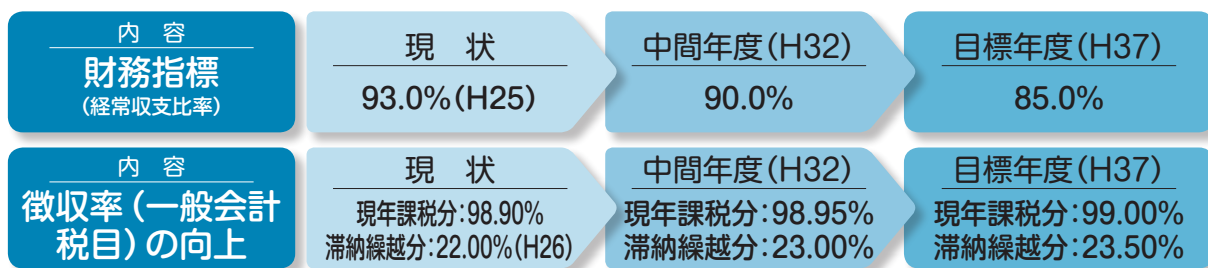 内 容
財務指標
(経常収支比率)
現 状
93.0%(H25)
中間年度(H32)
90.0%
目標年度(H37)
85.0%
内 容
徴収率(一般会計
税目)の向上
現 状
現年課税分:98.90%
滞納繰越分:22.00%(H26)
中間年度(H32)
現年課税分:98.95%
滞納繰越分:23.00%
目標年度(H37)
現年課税分:99.00%
滞納繰越分:23.50%